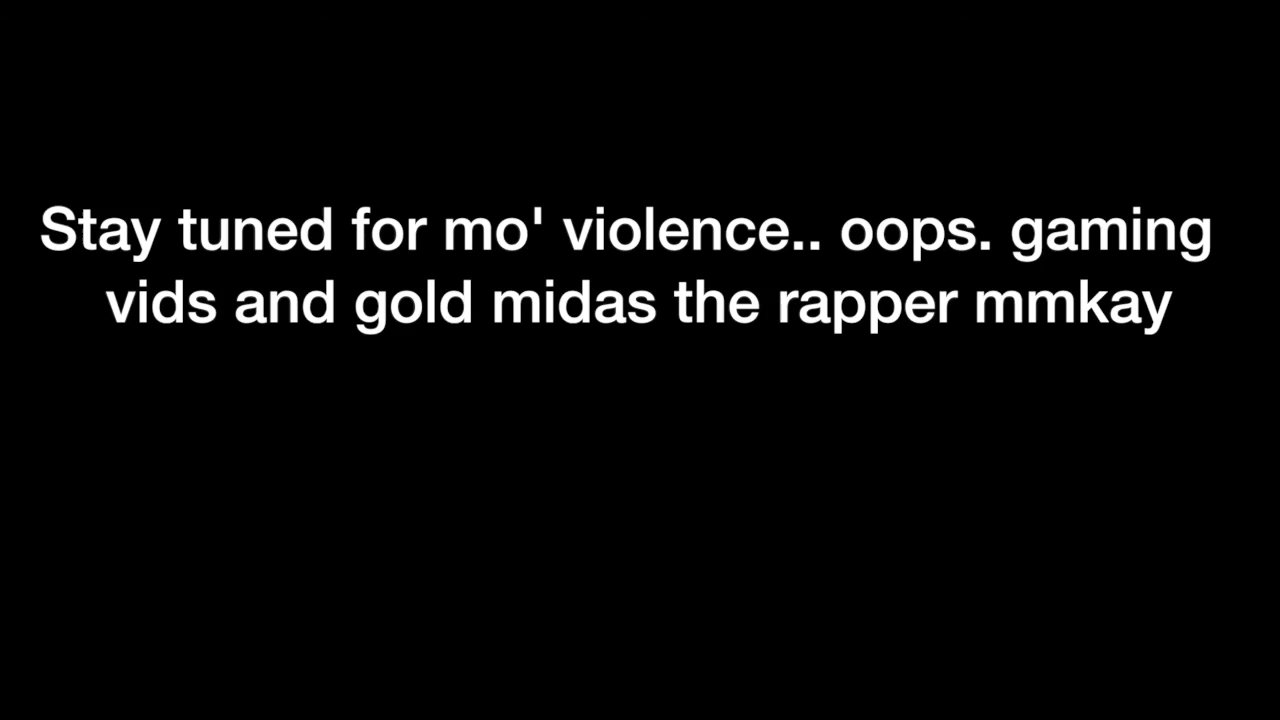 Stay tuned for mo' violence.. oops. gaming
vids and gold midas the rapper mmkay